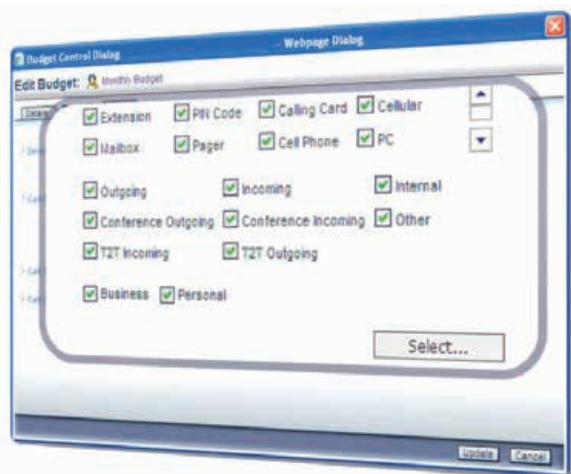 Budget Control Dialog -- Webpage Dialog
Edit Budget: Monthly Budget
Extension PIN Code Calling Card Cellular
Mailbox Pager Cell Phone PC
Outgoing Incoming Internal
Conference Outgoing Conference Incoming Other
T2T Incoming T2T Outgoing
Business Personal
Select...
Update Cancel